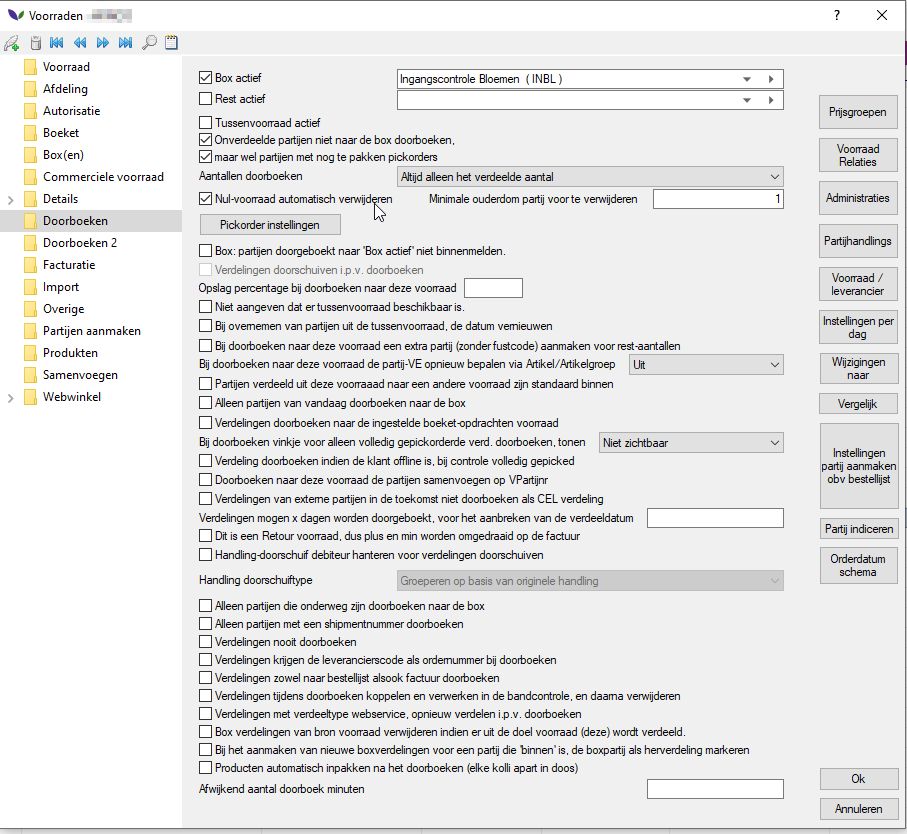 Voorraden
?
Voorraad
Afdeling
Autorisatie
Boeket
Box(en)
Commerciele voorraad
Details
Doorboeken
Doorboeken 2
Facturatie
Import
Overige
Partijen aanmaken
Produkten
Samenvoegen
Webwinkel
Box actief
Ingangscontrole Bloemen ( INBL )
Rest actief
Tussenvoorraad actief
Onverdeelde partijen niet naar de box doorboeken,
maar wel partijen met nog te pakken pickorders
Aantallen doorboeken
Altijd alleen het verdeelde aantal
Nul-voorraad automatisch verwijderen
Minimale ouderdom partij voor te verwijderen
1
Pickorder instellingen
Box: partijen doorgeboekt naar 'Box actief' niet binnenmelden.
Verdelingen doorschuiven i.p.v. doorboeken
Opslag percentage bij doorboeken naar deze voorraad
Niet aangeven dat er tussenvoorraad beschikbaar is.
Bij overnemen van partijen uit de tussenvoorraad, de datum vernieuwen
Bij doorboeken naar deze voorraad een extra partij (zonder fustcode) aanmaken voor rest-aantallen
Bij doorboeken naar deze voorraad de partij-VE opnieuw bepalen via Artikel/Artikelgroep
Uit
Partijen verdeeld uit deze voorraaad naar een andere voorraad zijn standaard binnen
Alleen partijen van vandaag doorboeken naar de box
Verdelingen doorboeken naar de ingestelde boeket-opdrachten voorraad
Bij doorboeken vinkje voor alleen volledig gepickorderde verd. doorboeken, tonen
Niet zichtbaar
Verdeling doorboeken indien de klant offline is, bij controle volledig gepicked
Doorboeken naar deze voorraad de partijen samenvoegen op VPartijnr
Verdelingen van externe partijen in de toekomst niet doorboeken als CEL verdeling
Verdelingen mogen x dagen worden doorgeboekt, voor het aanbreken van de verdeeldatum
Dit is een Retour voorraad, dus plus en min worden omgedraaid op de factuur
Handling-doorschuif debiteur hanteren voor verdelingen doorschuiven
Handling doorschuiftype
Groeperen op basis van originele handling
Alleen partijen die onderweg zijn doorboeken naar de box
Alleen partijen met een shipmentnummer doorboeken
Verdelingen nooit doorboeken
Verdelingen krijgen de leverancierscode als ordernummer bij doorboeken
Verdelingen zowel naar bestellijst alsook factuur doorboeken
Verdelingen tijdens doorboeken koppelen en verwerken in de bandcontrole, en daarna verwijderen
Verdelingen met verdeeltype webservice, opnieuw verdelen i.p.v. doorboeken
Box verdelingen van bron voorraad verwijderen indien er uit de doel voorraad (deze) wordt verdeeld.
Bij het aanmaken van nieuwe boxverdelingen voor een partij die 'binnen' is, de boxpartij als herverdeling markeren
Producten automatisch inpakken na het doorboeken (elke kolli apart in doos)
Afwijkend aantal doorboek minuten
Prijsgroepen
Voorraad
Relaties
Administraties
Partijhandlings
Voorraad /
leverancier
Instellingen per
dag
Wijzigingen
naar
Vergelijk
Instellingen
partij aanmaken
obv bestellijst
Partij indiceren
Orderdatum
schema
Ok
Annuleren